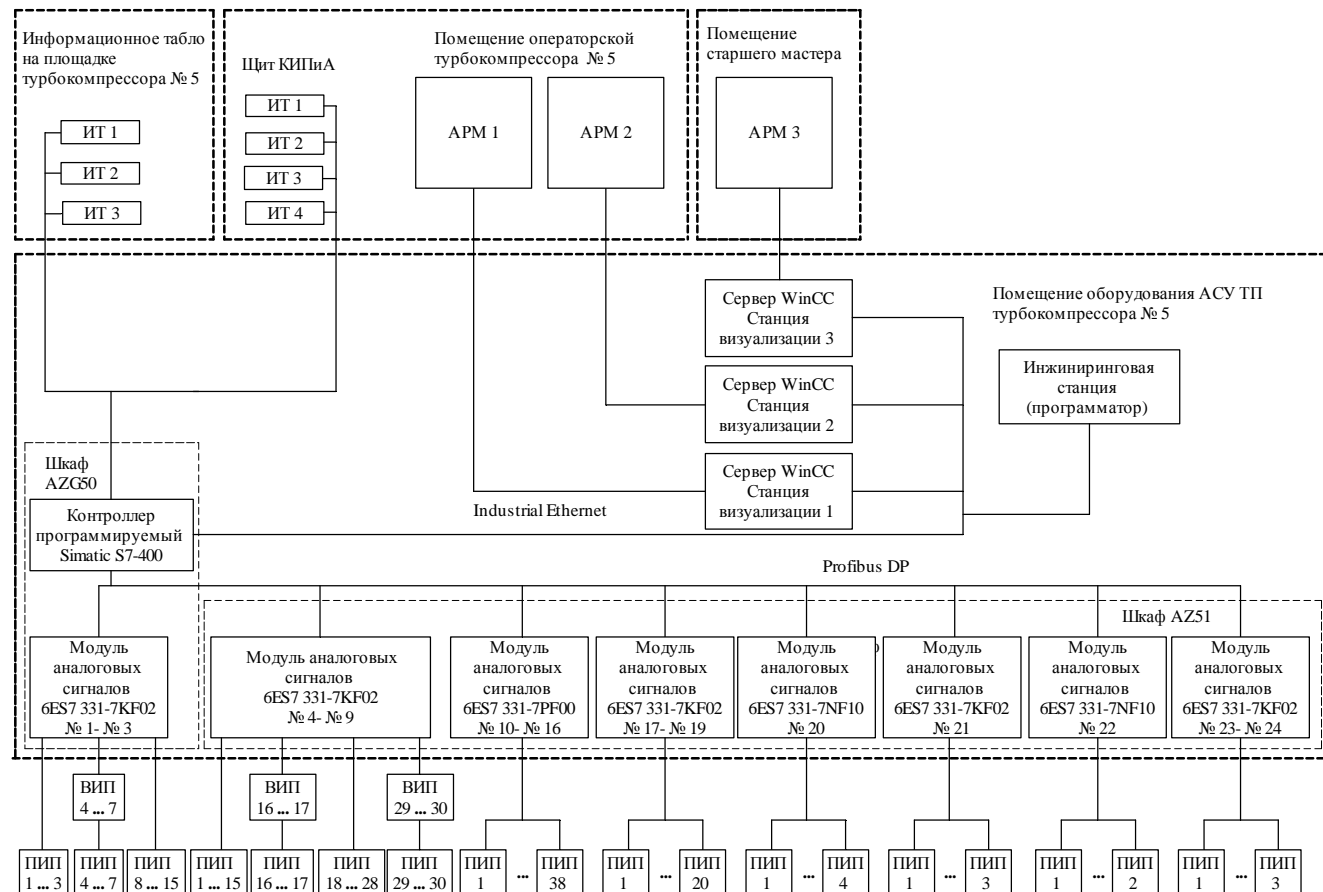 Информационное табло
на площадке
турбокомпрессора № 5
ИТ 1
ИТ 2
ИТ 3
Щит КИПиА
ИТ 1
ИТ 2
ИТ 3
ИТ 4
Помещение операторской
турбокомпрессора № 5
АРМ 1
АРМ 2
Помещение
старшего мастера
АРМ 3
Сервер WinCC
Станция
визуализации 3
Сервер WinCC
Станция
визуализации 2
Сервер WinCC
Станция
визуализации 1
Помещение оборудования АСУ ТП
турбокомпрессора № 5
Инжиниринговая
станция
(программатор)
Шкаф
AZG50
Контроллер
программируемый
Simatic S7-400
Industrial Ethernet
Profibus DP
Шкаф AZ51
Модуль
аналоговых
сигналов
6ES7 331-7KF02
№ 1- № 3
Модуль аналоговых
сигналов
6ES7 331-7KF02
№ 4- № 9
Модуль
аналоговых
сигналов
6ES7 331-7PF00
№ 10- № 16
Модуль
аналоговых
сигналов
6ES7 331-7KF02
№ 17- № 19
Модуль
аналоговых
сигналов
6ES7 331-7NF10
№ 20
Модуль
аналоговых
сигналов
6ES7 331-7KF02
№ 21
Модуль
аналоговых
сигналов
6ES7 331-7NF10
№ 22
Модуль
аналоговых
сигналов
6ES7 331-7KF02
№ 23- № 24
ВИП
4 ... 7
ВИП
16 ... 17
ВИП
29 ... 30
ПИП
1 ... 3
ПИП
4 ... 7
ПИП
8 ... 15
ПИП
1 ... 15
ПИП
16 ... 17
ПИП
18 ... 28
ПИП
29 ... 30
ПИП
1
...
ПИП
38
ПИП
1
...
ПИП
20
ПИП
1
...
ПИП
4
ПИП
1
...
ПИП
3
ПИП
1
...
ПИП
2
ПИП
1
...
ПИП
3